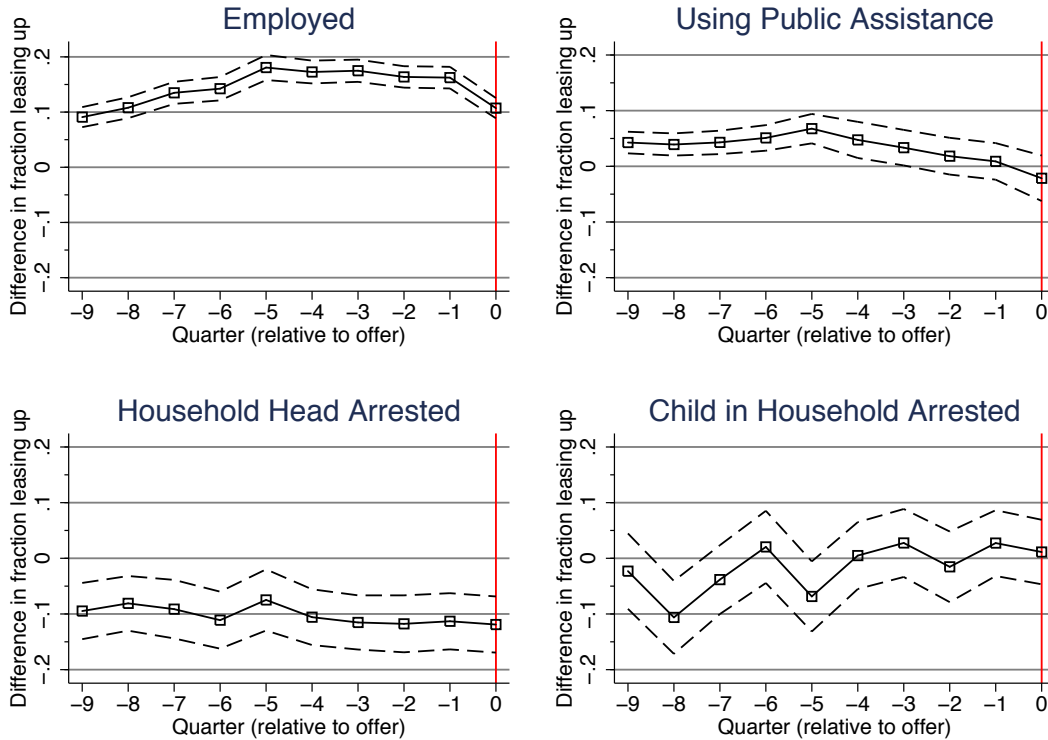 Employed
Difference in fraction leasing up
.2
.1
0
−.1
−.2
−9 −8 −7 −6 −5 −4 −3 −2 −1 0
Quarter (relative to offer)
Using Public Assistance
Difference in fraction leasing up
.2
.1
0
−.1
−.2
−9 −8 −7 −6 −5 −4 −3 −2 −1 0
Quarter (relative to offer)
Household Head Arrested
Difference in fraction leasing up
.2
.1
0
−.1
−.2
−9 −8 −7 −6 −5 −4 −3 −2 −1 0
Quarter (relative to offer)
Child in Household Arrested
Difference in fraction leasing up
.2
.1
0
−.1
−.2
−9 −8 −7 −6 −5 −4 −3 −2 −1 0
Quarter (relative to offer)